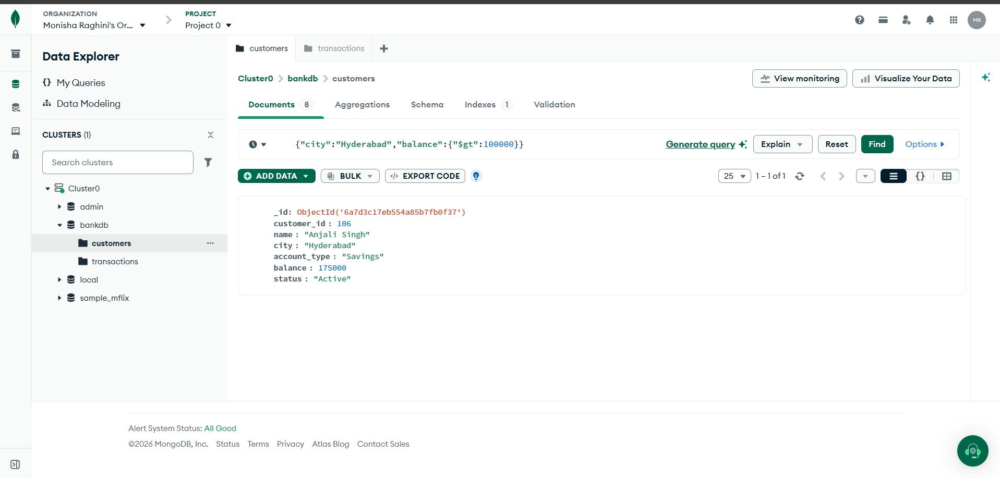 ORGANIZATION
Monisha Raghini's Or...
PROJECT
Project 0
MR
Data Explorer
{} My Queries
Data Modeling
CLUSTERS (1)
Search clusters
Cluster0
admin
bankdb
customers
transactions
local
sample_mflix
customers
transactions
Cluster0 > bankdb > customers
View monitoring
Visualize Your Data
Documents 8
Aggregations
Schema
Indexes 1
Validation
{"city":"Hyderabad","balance":{"$gt":100000}}
Generate query
Explain
Reset
Find
Options
ADD DATA
BULK
EXPORT CODE
25
1 – 1 of 1
{}
_id: ObjectId('6a7d3c17eb554a85b7fb0f37')
customer_id : 106
name : "Anjali Singh"
city : "Hyderabad"
account_type : "Savings"
balance : 175000
status : "Active"
Alert System Status: All Good
©2026 MongoDB, Inc. Status Terms Privacy Atlas Blog Contact Sales